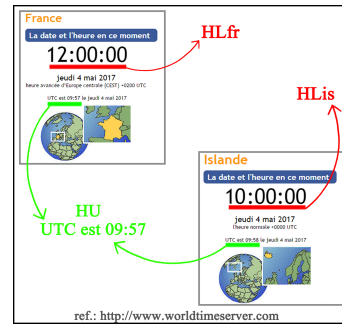 France
La date et l'heure en ce moment
12:00:00
jeudi 4 mai 2017
heure avancée d'Europe centrale (CEST) +0200 UTC
UTC est 09:57 le jeudi 4 mai 2017
HLfr
HLis
Islande
La date et l'heure en ce moment
10:00:00
jeudi 4 mai 2017
l'heure normale +0000 UTC
UTC est 09:58 le jeudi 4 mai 2017
HU
UTC est 09:57
ref.: http://www.worldtimeserver.com